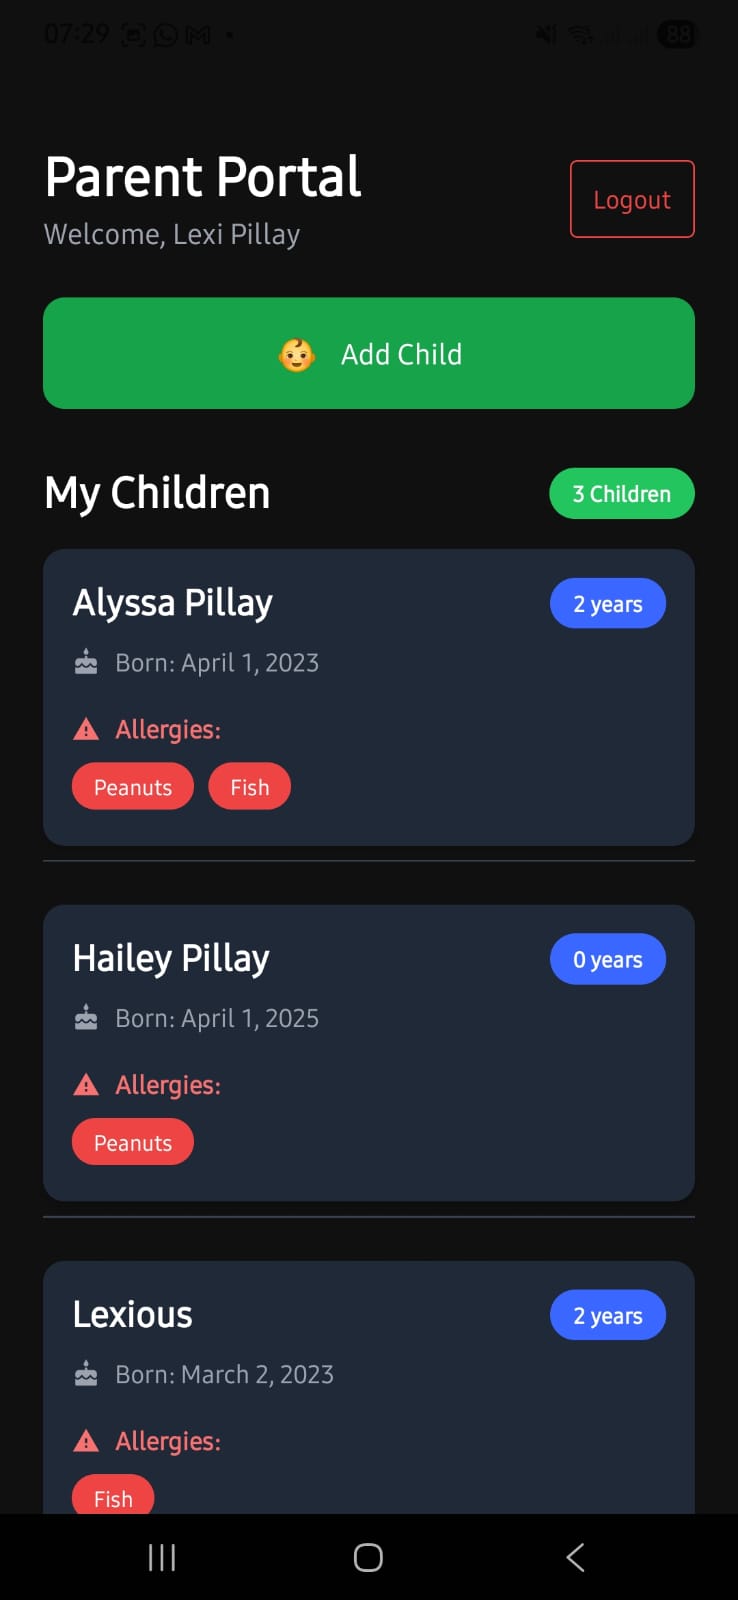 07:29
88
Parent Portal
Logout
Welcome, Lexi Pillay
Add Child
My Children
3 Children
Alyssa Pillay
2 years
Born: April 1, 2023
Allergies:
Peanuts Fish
Hailey Pillay
0 years
Born: April 1, 2025
Allergies:
Peanuts
Lexious
2 years
Born: March 2, 2023
Allergies:
Fish